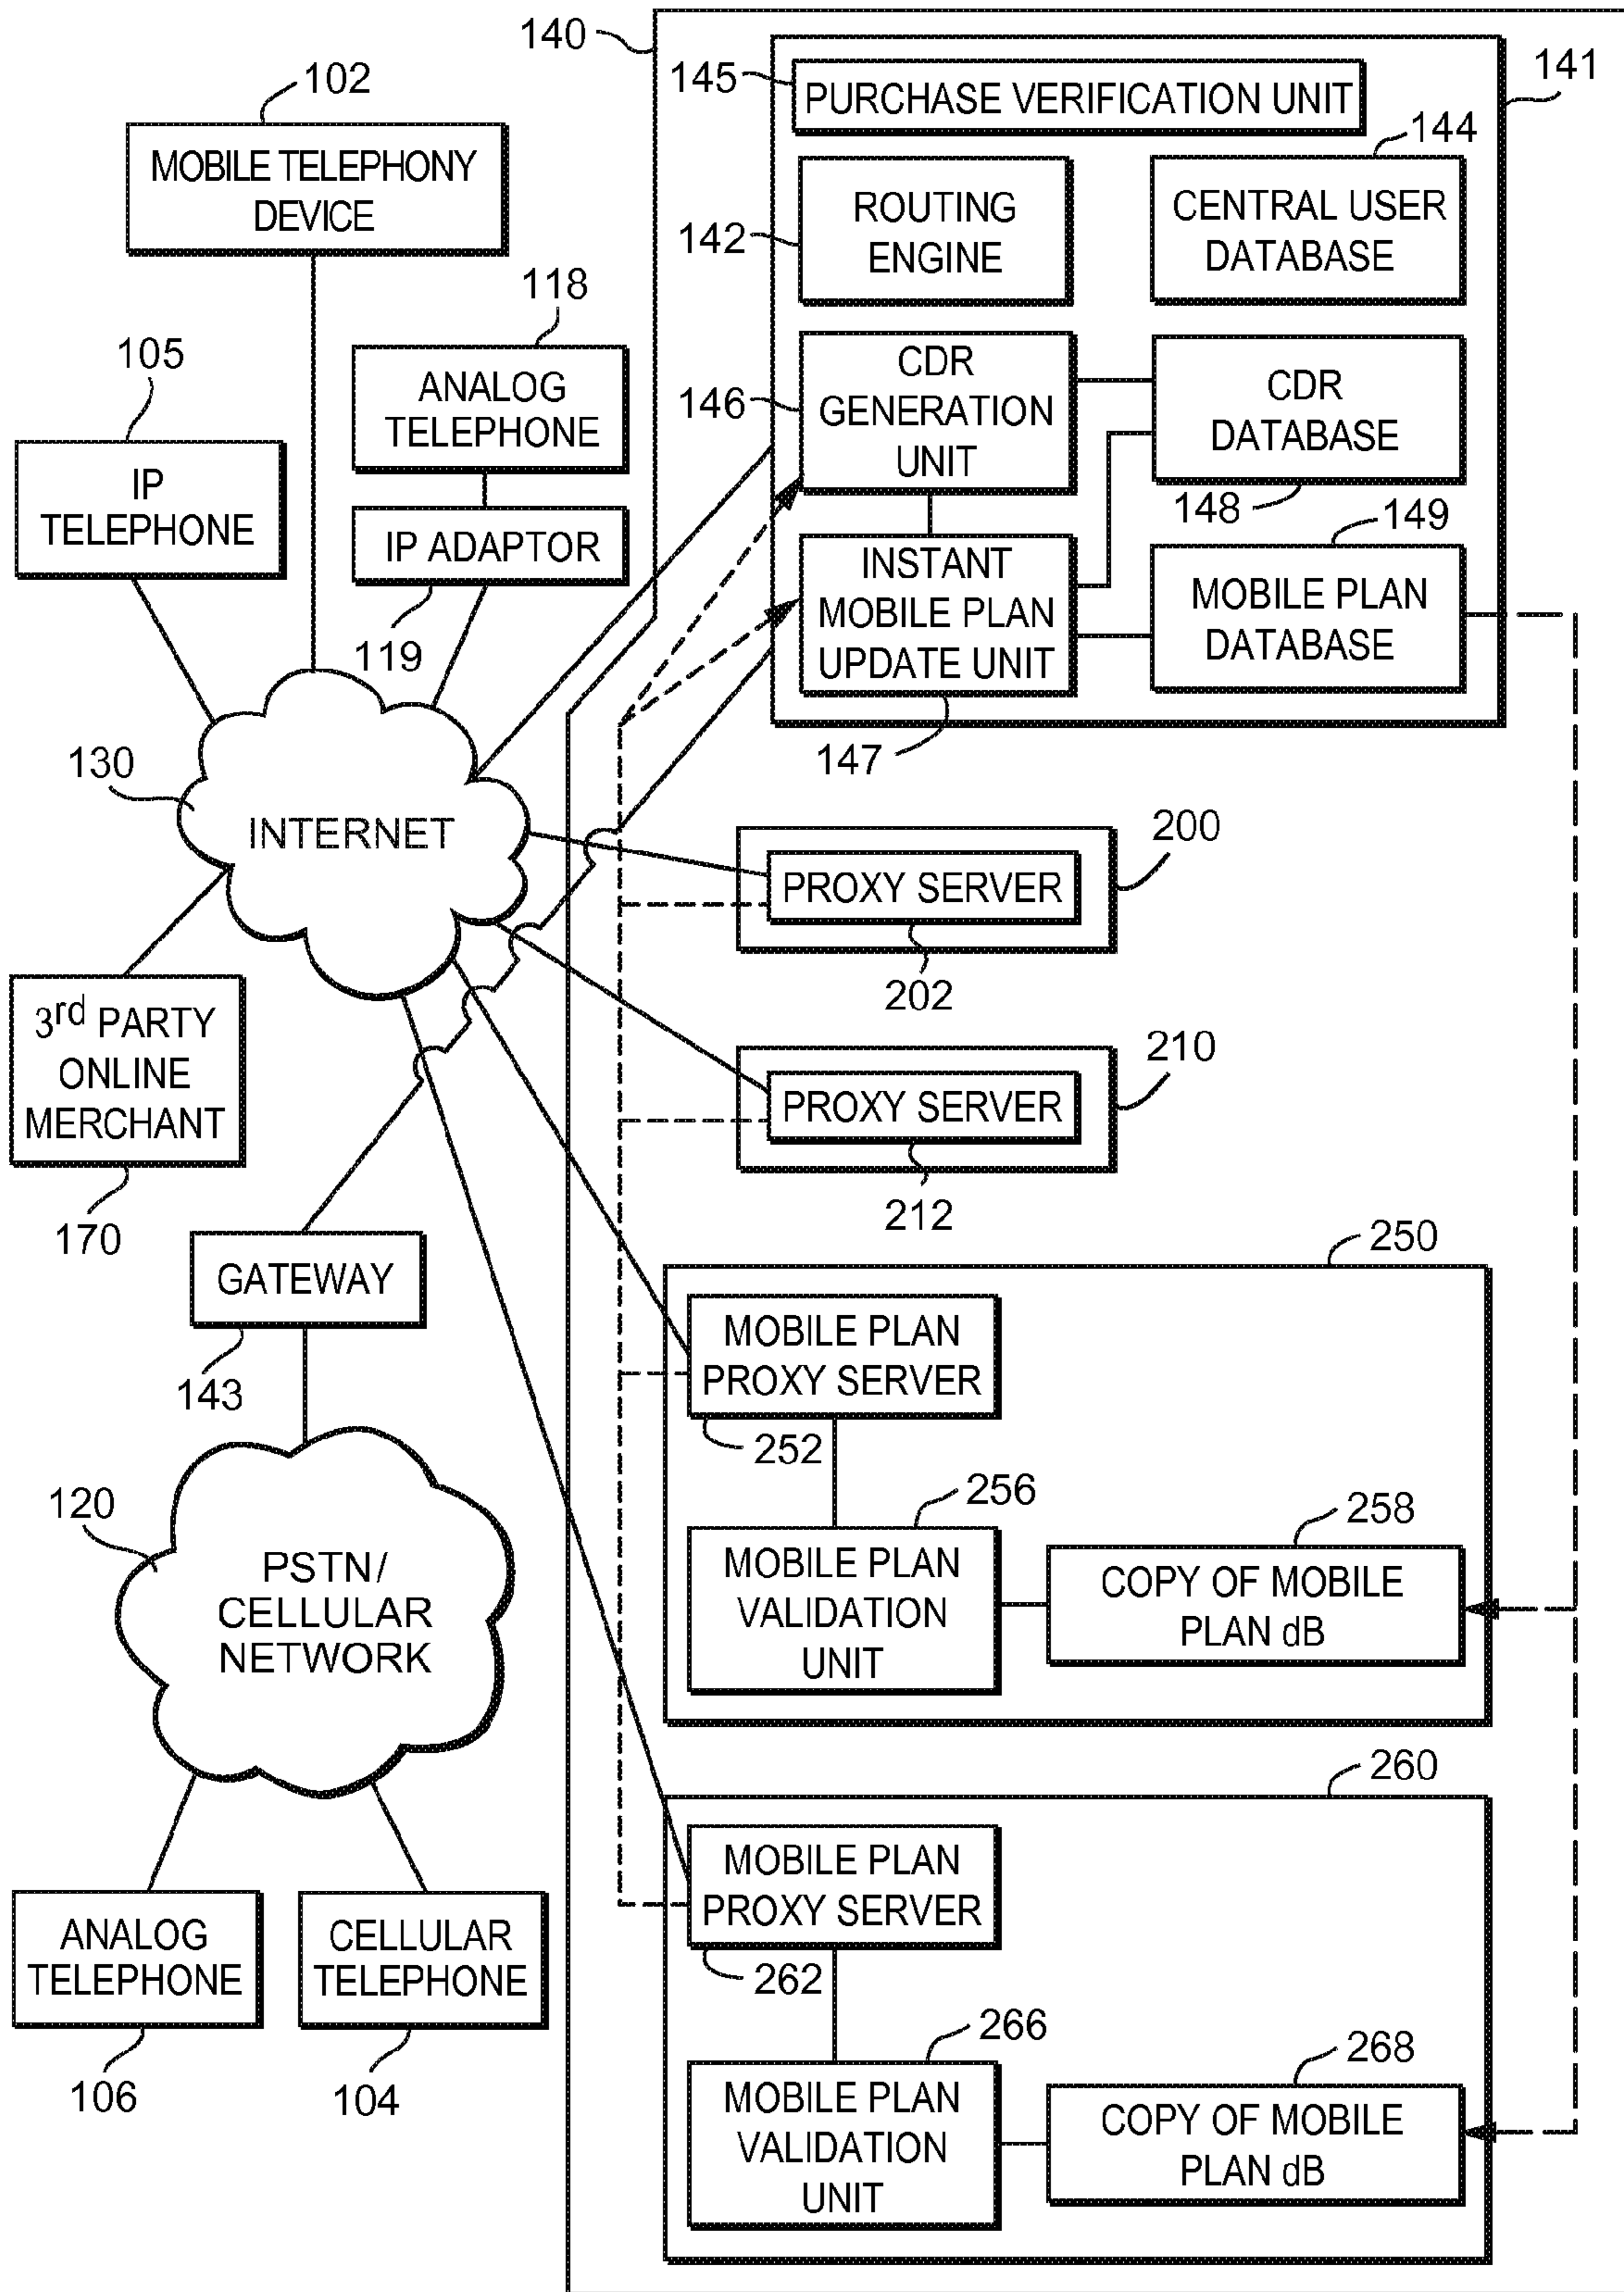 140
145
PURCHASE VERIFICATION UNIT
141
102
MOBILE TELEPHONY
DEVICE
144
ROUTING
ENGINE
142
CENTRAL USER
DATABASE
118
ANALOG
TELEPHONE
105
IP
TELEPHONE
IP ADAPTOR
119
146
CDR
GENERATION
UNIT
CDR
DATABASE
148
149
INSTANT
MOBILE PLAN
UPDATE UNIT
147
MOBILE PLAN
DATABASE
130
INTERNET
200
PROXY SERVER
202
3rd PARTY
ONLINE
MERCHANT
170
210
PROXY SERVER
212
GATEWAY
143
250
MOBILE PLAN
PROXY SERVER
252
256
MOBILE PLAN
VALIDATION
UNIT
258
COPY OF MOBILE
PLAN dB
120
PSTN/
CELLULAR
NETWORK
260
MOBILE PLAN
PROXY SERVER
262
ANALOG
TELEPHONE
106
CELLULAR
TELEPHONE
104
266
MOBILE PLAN
VALIDATION
UNIT
268
COPY OF MOBILE
PLAN dB